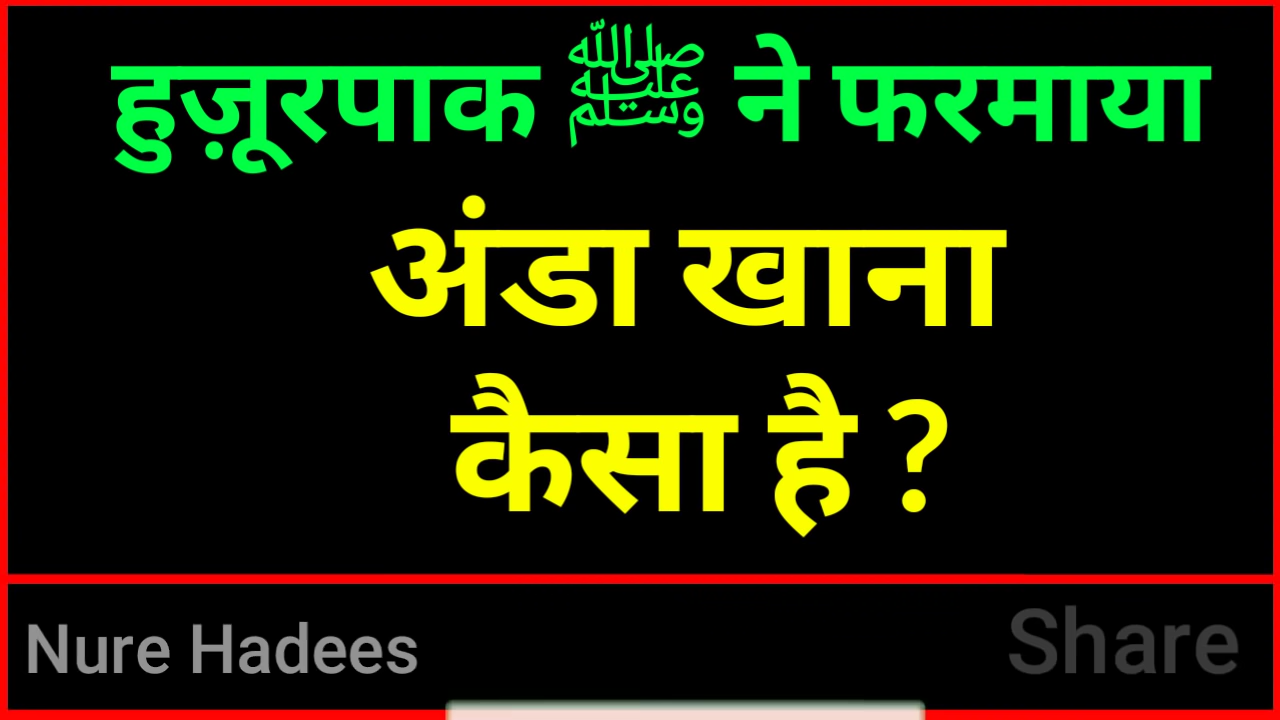 हुज़ूरपाक ﷺ ने फरमाया
अंडा खाना
कैसा है ?
Nure Hadees
Share